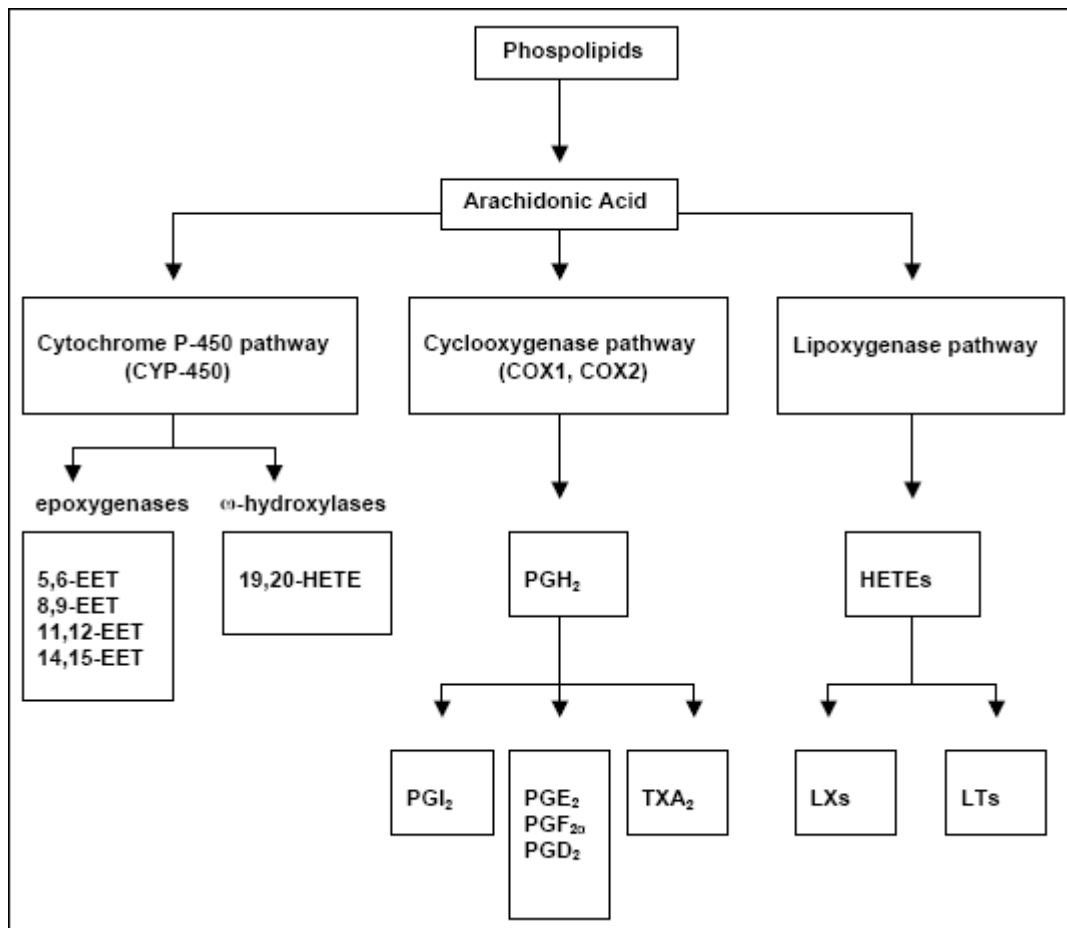 Phospolipids
Arachidonic Acid
Cytochrome P-450 pathway
(CYP-450)
Cyclooxygenase pathway
(COX1, COX2)
Lipoxygenase pathway
epoxygenases
ω-hydroxylases
5,6-EET
8,9-EET
11,12-EET
14,15-EET
19,20-HETE
PGH₂
HETEs
PGI₂
PGE₂
PGF₂α
PGD₂
TXA₂
LXs
LTs